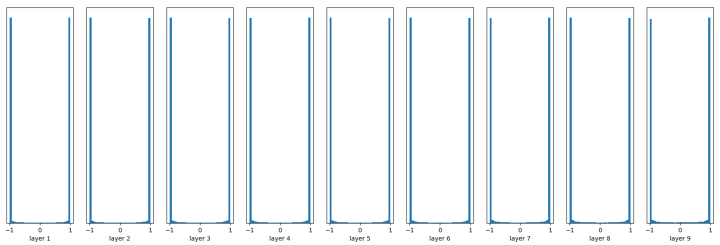 −1 0 1 −1 0 1 −1 0 1 −1 0 1 −1 0 1 −1 0 1 −1 0 1 −1 0 1 −1 0 1
layer 1 layer 2 layer 3 layer 4 layer 5 layer 6 layer 7 layer 8 layer 9